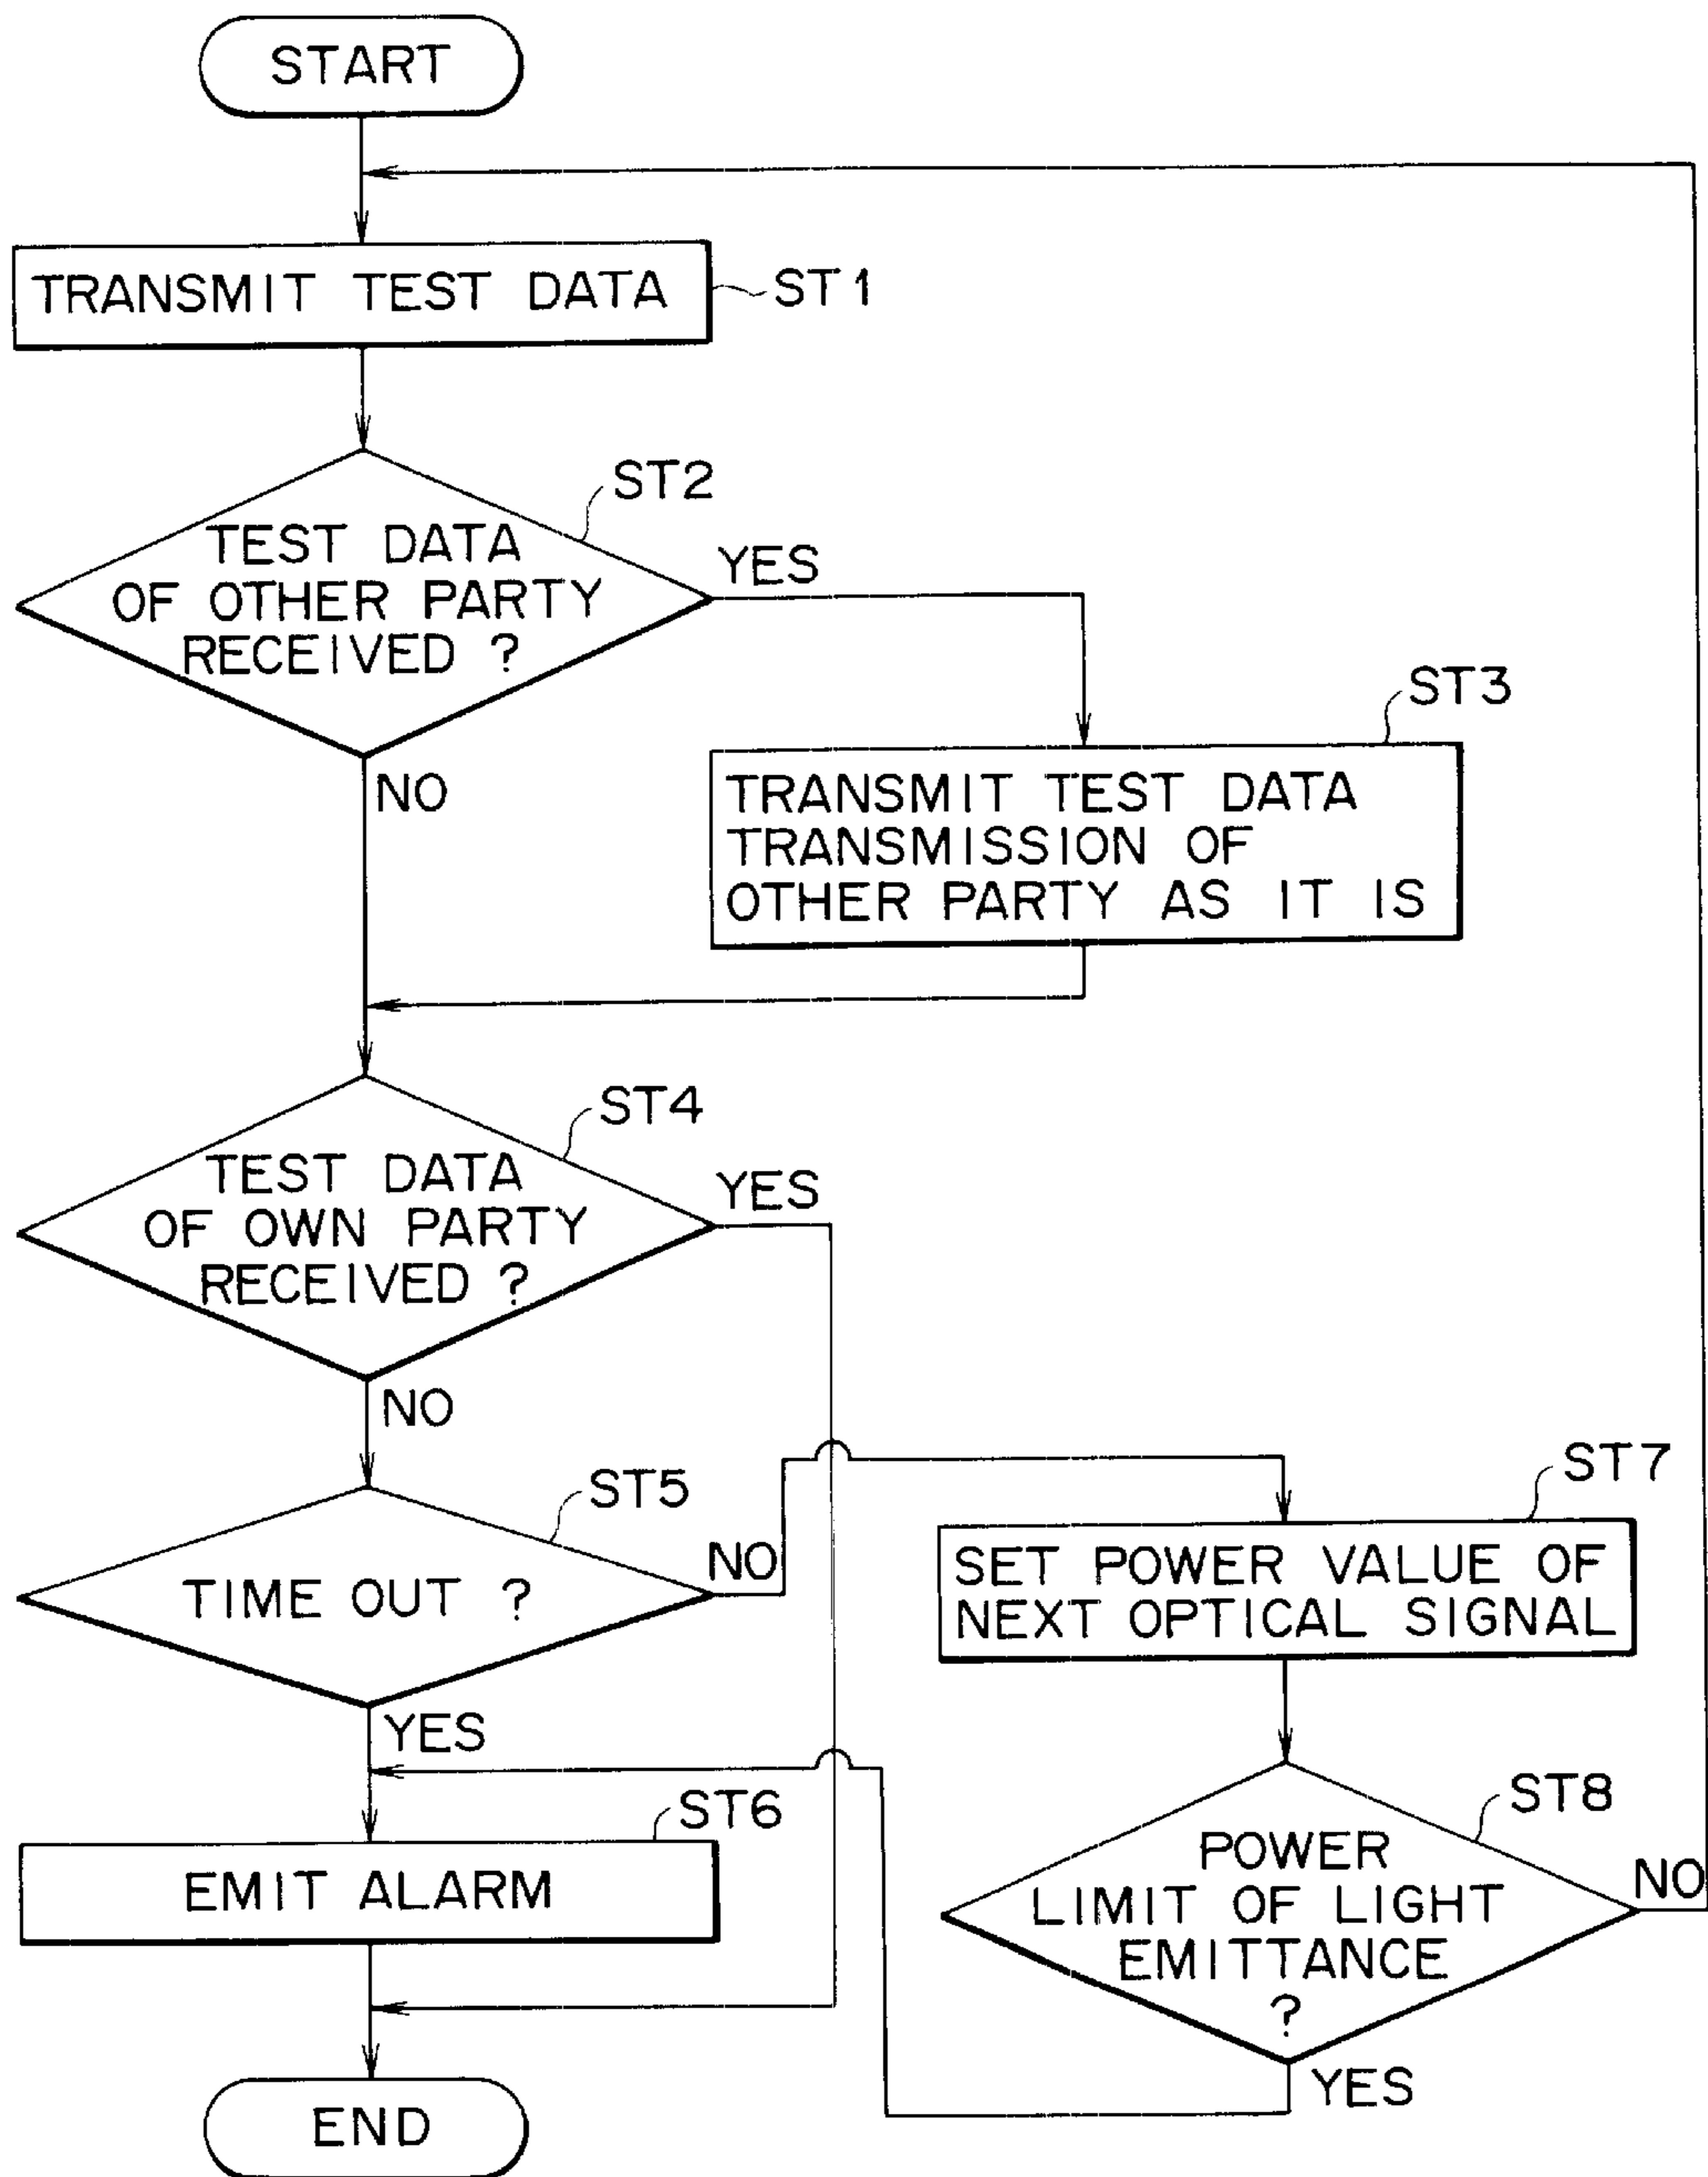 START
TRANSMIT TEST DATA
ST1
ST2
TEST DATA
OF OTHER PARTY
RECEIVED ?
YES
NO
ST3
TRANSMIT TEST DATA
TRANSMISSION OF
OTHER PARTY AS IT IS
ST4
TEST DATA
OF OWN PARTY
RECEIVED ?
YES
NO
ST5
TIME OUT ?
NO
YES
ST7
SET POWER VALUE OF
NEXT OPTICAL SIGNAL
ST6
EMIT ALARM
ST8
POWER
LIMIT OF LIGHT
EMITTANCE
?
NO
YES
END